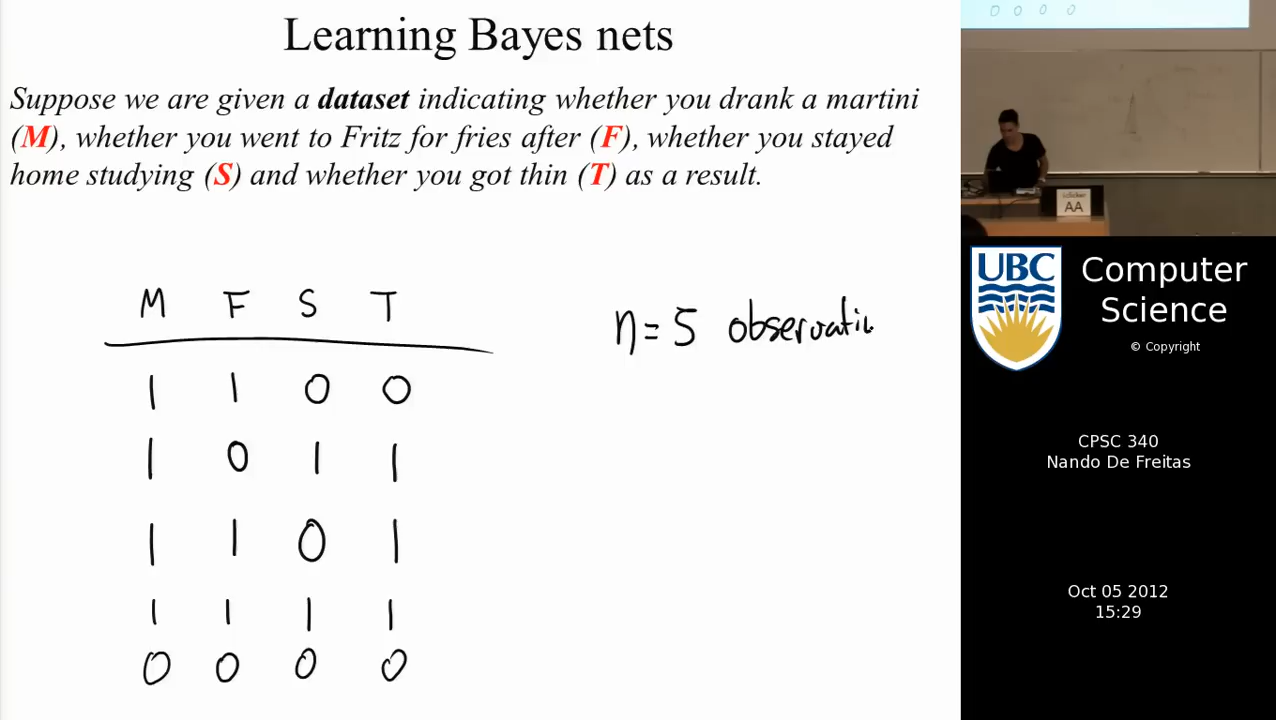 Learning Bayes nets
Suppose we are given a dataset indicating whether you drank a martini
(M), whether you went to Fritz for fries after (F), whether you stayed
home studying (S) and whether you got thin (T) as a result.
M F S T
1 1 0 0
1 0 1 1
1 1 0 1
1 1 1 1
0 0 0 0
n = 5 observati
AA
UBC
Computer
Science
© Copyright
CPSC 340
Nando De Freitas
Oct 05 2012
15:29